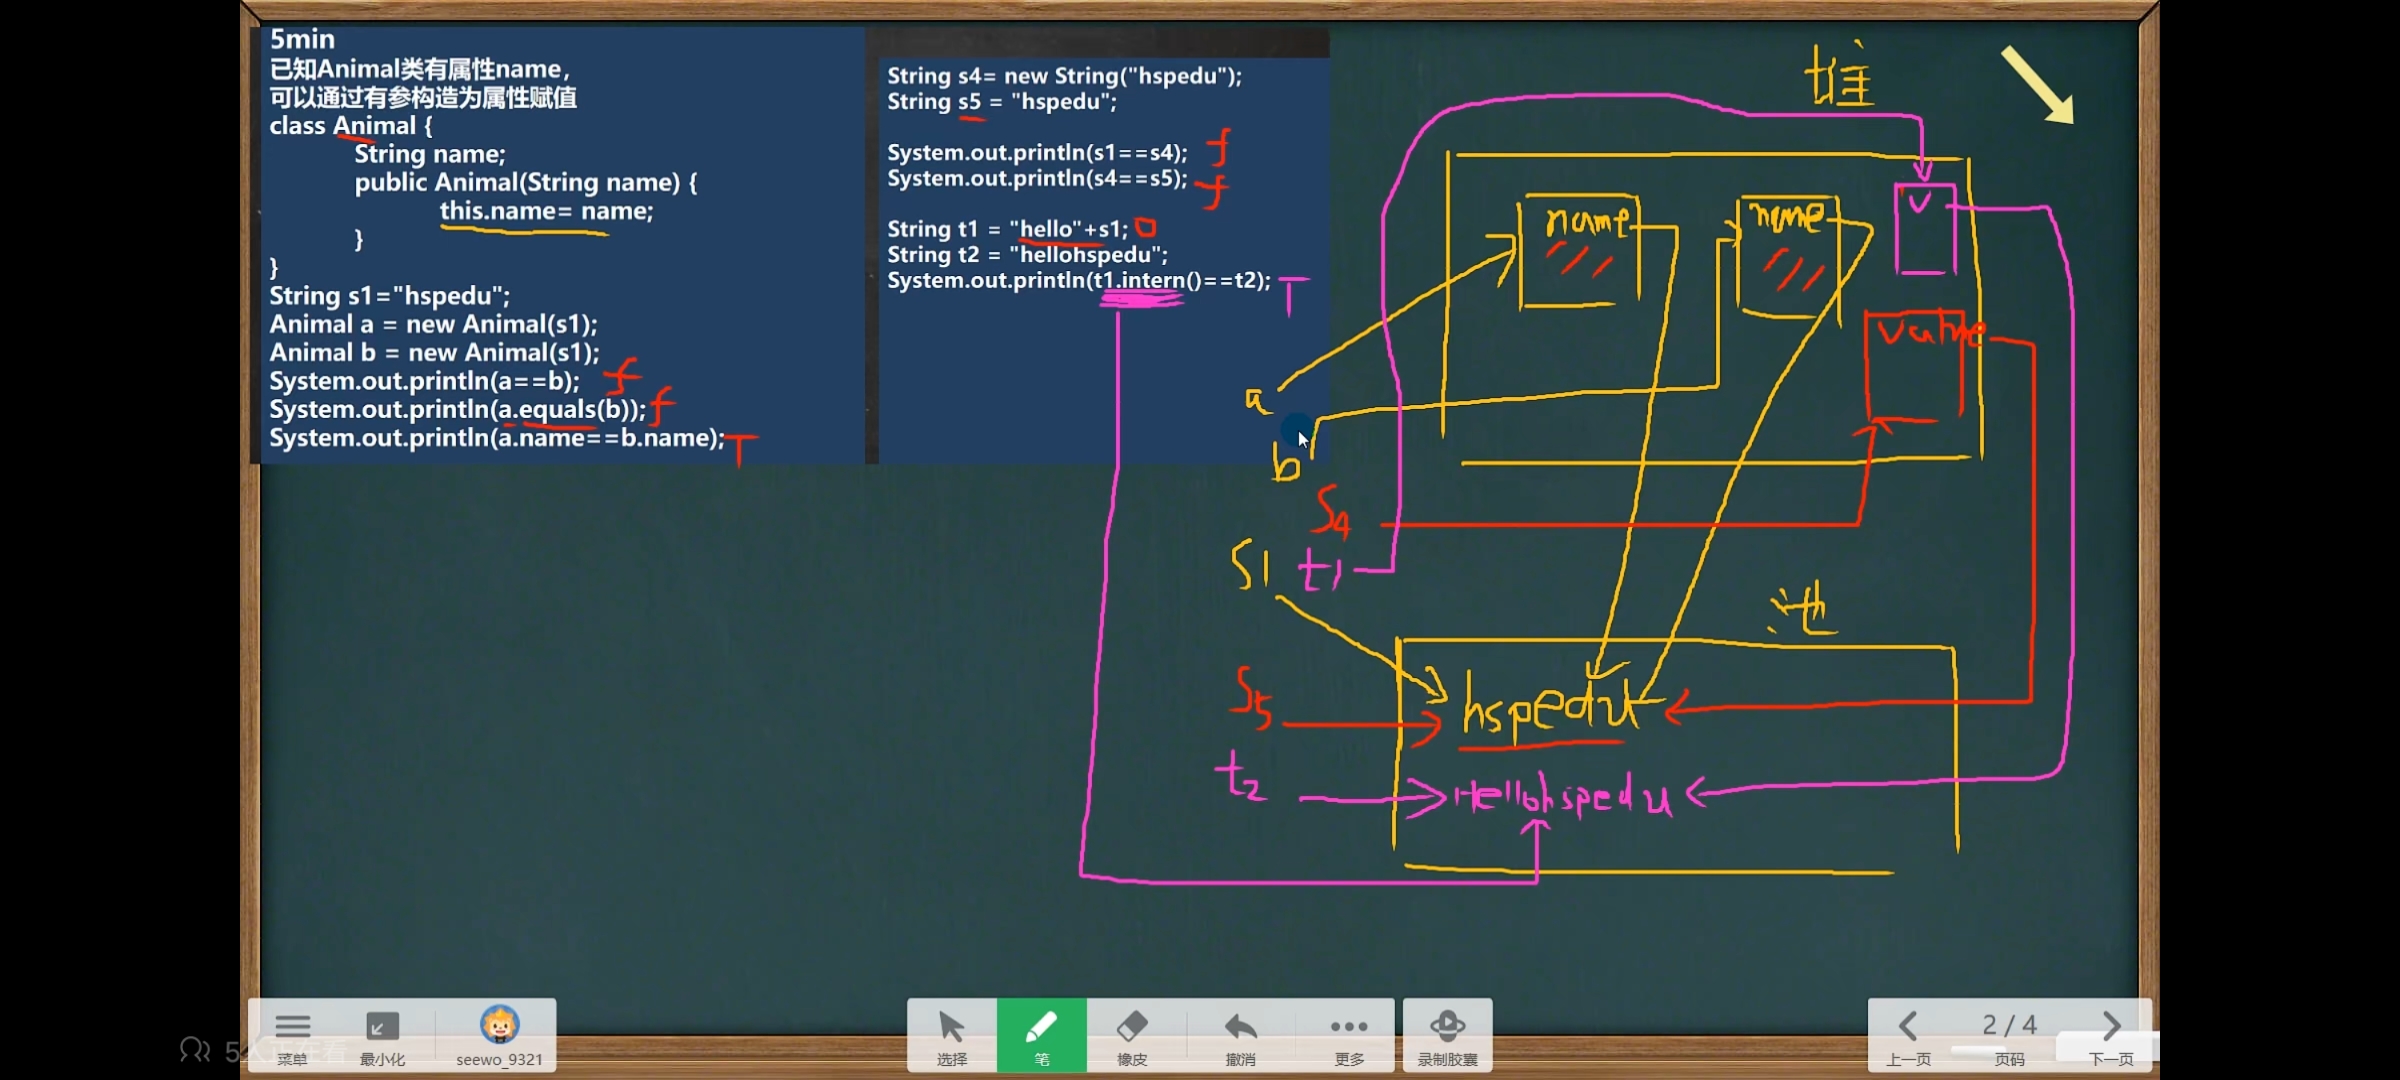 5min
已知Animal类有属性name,
可以通过有参构造为属性赋值
class Animal {
String name;
public Animal(String name) {
this.name= name;
}
}
String s1="hspedu";
Animal a = new Animal(s1);
Animal b = new Animal(s1);
System.out.println(a==b); f
System.out.println(a.equals(b)); f
System.out.println(a.name==b.name); T
String s4= new String("hspedu");
String s5 = "hspedu";
System.out.println(s1==s4); f
System.out.println(s4==s5); f
String t1 = "hello"+s1;
String t2 = "hellohspedu";
System.out.println(t1.intern()==t2); T
堆
name
name
v
value
a
b
S4
S1 t1
池
S5
hspedu
t2
Hellohspedu
5人正在看
菜单
最小化
seewo_9321
选择
笔
橡皮
撤消
更多
录制胶囊
上一页
2 / 4
页码
下一页